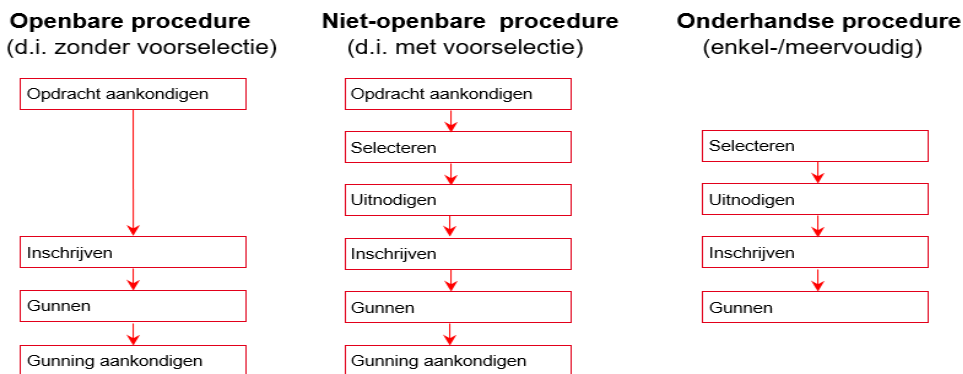 Openbare procedure
(d.i. zonder voorselectie)
Opdracht aankondigen
Inschrijven
Gunnen
Gunning aankondigen
Niet-openbare procedure
(d.i. met voorselectie)
Opdracht aankondigen
Selecteren
Uitnodigen
Inschrijven
Gunnen
Gunning aankondigen
Onderhandse procedure
(enkel-/meervoudig)
Selecteren
Uitnodigen
Inschrijven
Gunnen